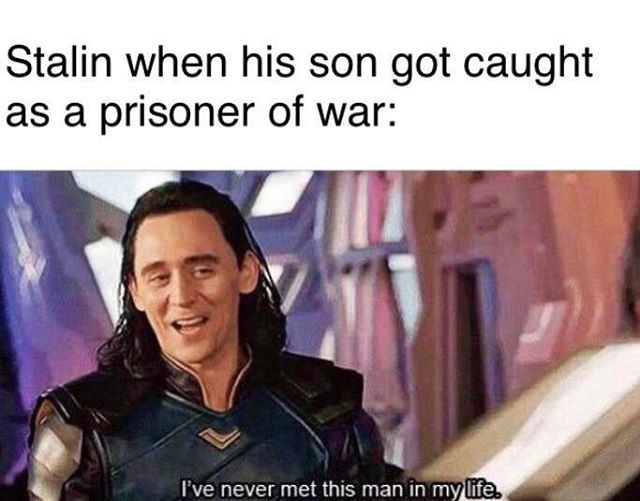 Stalin when his son got caught
as a prisoner of war:
I've never met this man in my life.